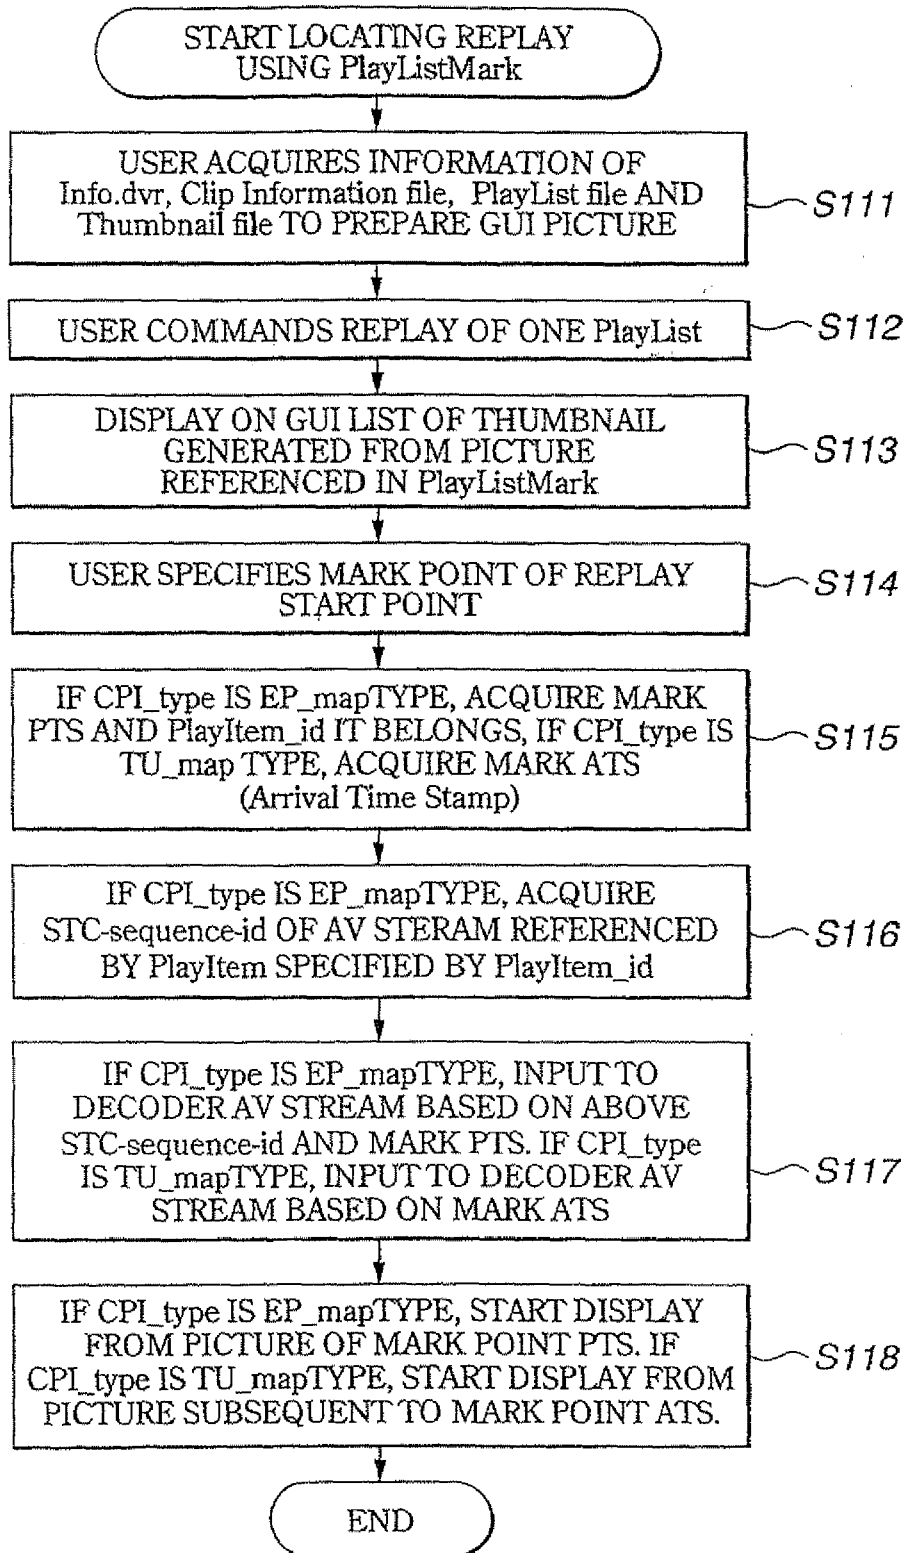 START LOCATING REPLAY
USING PlayListMark
USER ACQUIRES INFORMATION OF
Info.dvr, Clip Information file, PlayList file AND
Thumbnail file TO PREPARE GUI PICTURE
S111
USER COMMANDS REPLAY OF ONE PlayList
S112
DISPLAY ON GUI LIST OF THUMBNAIL
GENERATED FROM PICTURE
REFERENCED IN PlayListMark
S113
USER SPECIFIES MARK POINT OF REPLAY
START POINT
S114
IF CPI_type IS EP_mapTYPE, ACQUIRE MARK
PTS AND PlayItem_id IT BELONGS, IF CPI_type IS
TU_map TYPE, ACQUIRE MARK ATS
(Arrival Time Stamp)
S115
IF CPI_type IS EP_mapTYPE, ACQUIRE
STC-sequence-id OF AV STERAM REFERENCED
BY PlayItem SPECIFIED BY PlayItem_id
S116
IF CPI_type IS EP_mapTYPE, INPUT TO
DECODER AV STREAM BASED ON ABOVE
STC-sequence-id AND MARK PTS. IF CPI_type
IS TU_mapTYPE, INPUT TO DECODER AV
STREAM BASED ON MARK ATS
S117
IF CPI_type IS EP_mapTYPE, START DISPLAY
FROM PICTURE OF MARK POINT PTS. IF
CPI_type IS TU_mapTYPE, START DISPLAY FROM
PICTURE SUBSEQUENT TO MARK POINT ATS.
S118
END